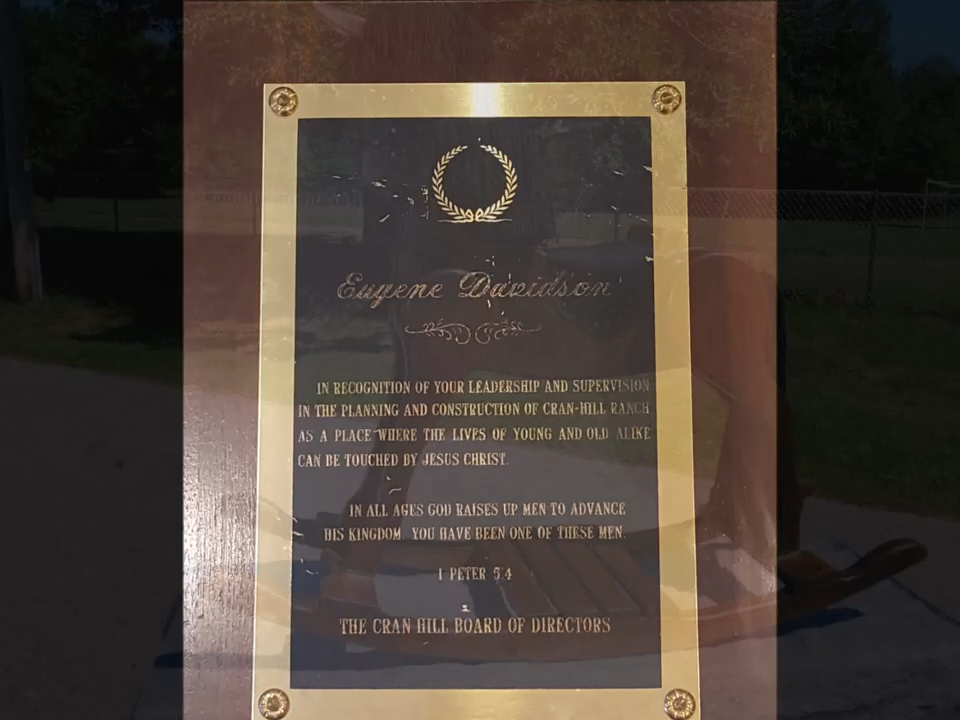 Eugene Davidson
IN RECOGNITION OF YOUR LEADERSHIP AND SUPERVISION
IN THE PLANNING AND CONSTRUCTION OF CRAN-HILL RANCH
AS A PLACE WHERE THE LIVES OF YOUNG AND OLD ALIKE
CAN BE TOUCHED BY JESUS CHRIST.
IN ALL AGES GOD RAISES UP MEN TO ADVANCE
HIS KINGDOM. YOU HAVE BEEN ONE OF THESE MEN.
1 PETER 5:4
THE CRAN HILL BOARD OF DIRECTORS